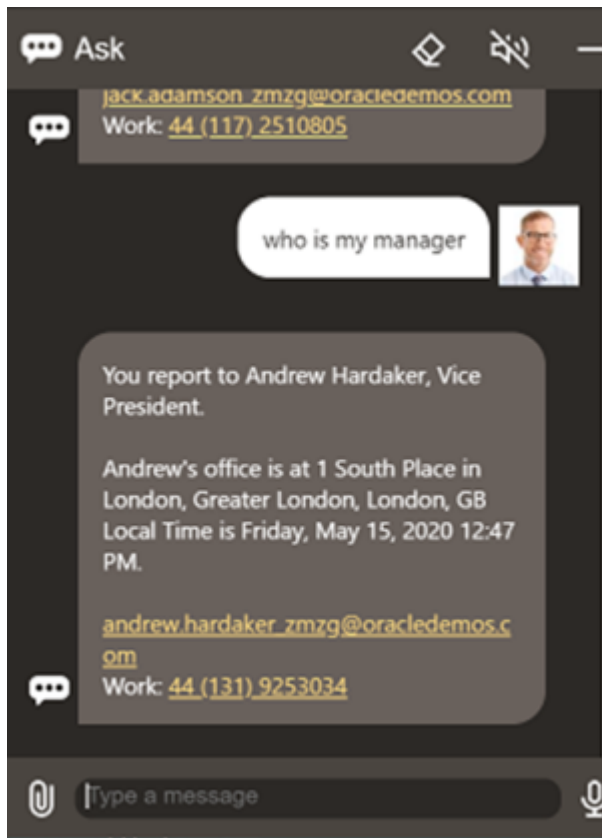 Ask
jack.adamson_zmzg@oracledemos.com
Work: 44 (117) 2510805
who is my manager
You report to Andrew Hardaker, Vice
President.
Andrew's office is at 1 South Place in
London, Greater London, London, GB
Local Time is Friday, May 15, 2020 12:47
PM.
andrew.hardaker_zmzg@oracledemos.c
om
Work: 44 (131) 9253034
Type a message